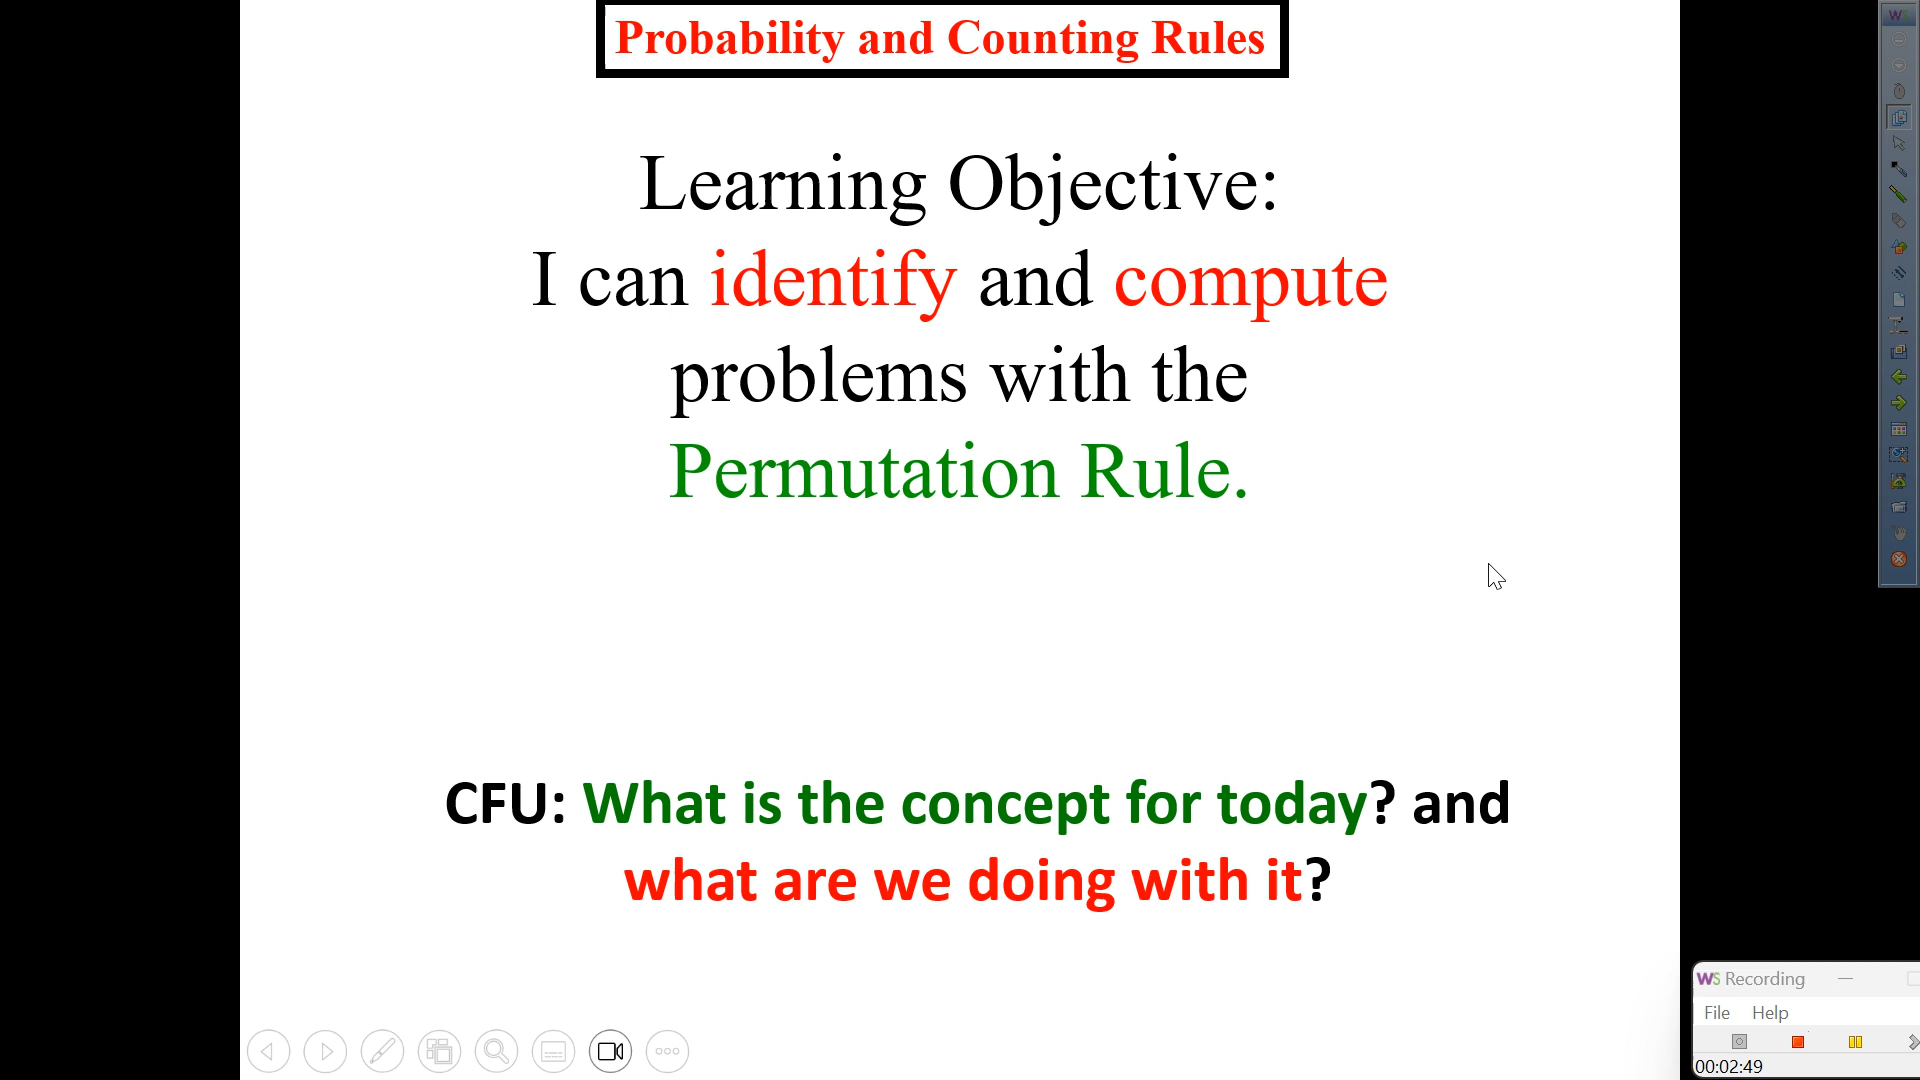 Probability and Counting Rules
Learning Objective:
I can identify and compute
problems with the
Permutation Rule.
CFU: What is the concept for today? and
what are we doing with it?
WS
WS Recording
File Help
00:02:49